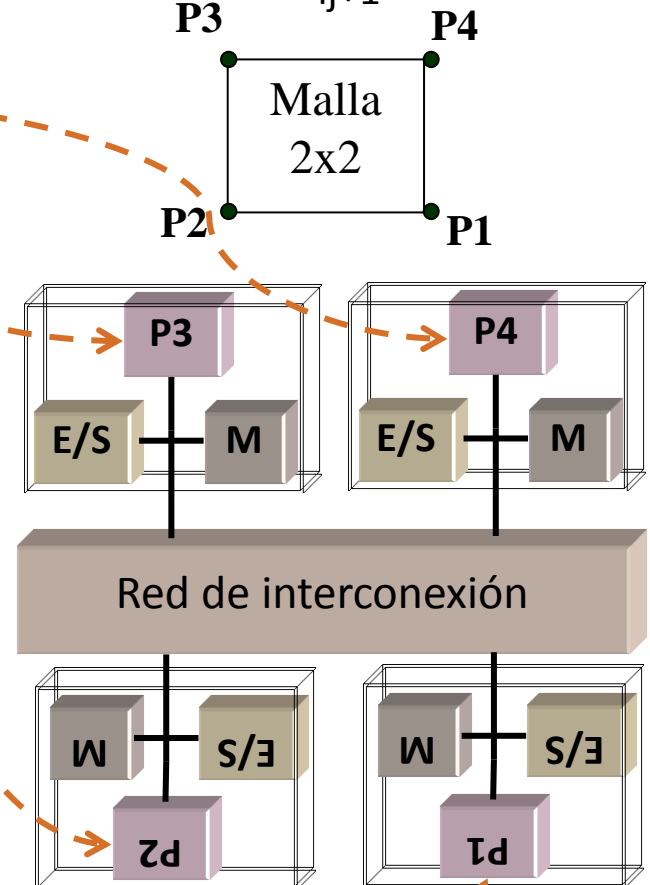 P3
P4
Malla
2x2
P2
P1
P3
P4
E/S
M
E/S
M
Red de interconexión
M
E/S
M
E/S
P2
P1